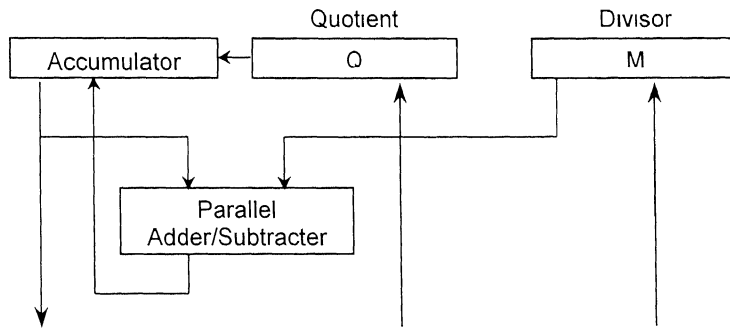 Quotient
Divisor
Accumulator
Q
M
Parallel
Adder/Subtracter